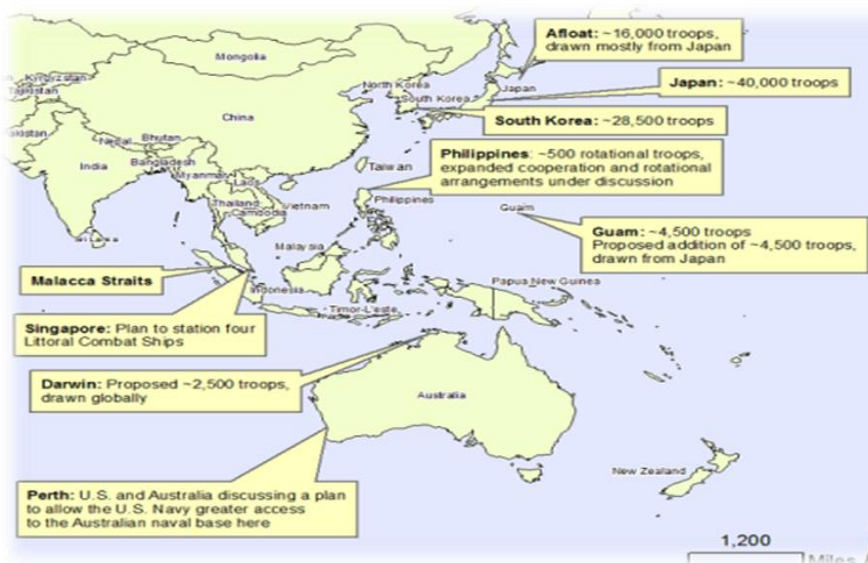 Afloat: ~16,000 troops,
drawn mostly from Japan
Mongolia
Kyrgyzstan
Tajikistan
North Korea
Japan
Japan: ~40,000 troops
South Korea
China
South Korea: ~28,500 troops
Pakistan
Nepal
Bhutan
India
Bangladesh
Myanmar
Taiwan
Philippines: ~500 rotational troops,
expanded cooperation and rotational
arrangements under discussion
Laos
Thailand
Vietnam
Cambodia
Philippines
Guam
Guam: ~4,500 troops
Proposed addition of ~4,500 troops,
drawn from Japan
Sri Lanka
Malaysia
Malacca Straits
Indonesia
Papua New Guinea
Timor-Leste
Singapore: Plan to station four
Littoral Combat Ships
Darwin: Proposed ~2,500 troops,
drawn globally
Australia
New Zealand
Perth: U.S. and Australia discussing a plan
to allow the U.S. Navy greater access
to the Australian naval base here
1,200
Miles